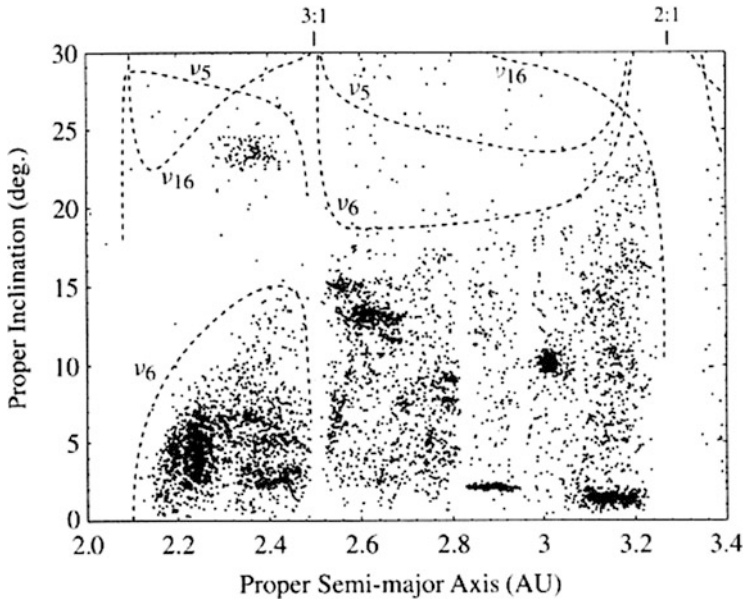 3:1 2:1
30
25
20
15
10
5
0
2.0 2.2 2.4 2.6 2.8 3 3.2 3.4
Proper Inclination (deg.)
Proper Semi-major Axis (AU)
ν5
ν16
ν6
ν5
ν16
ν6